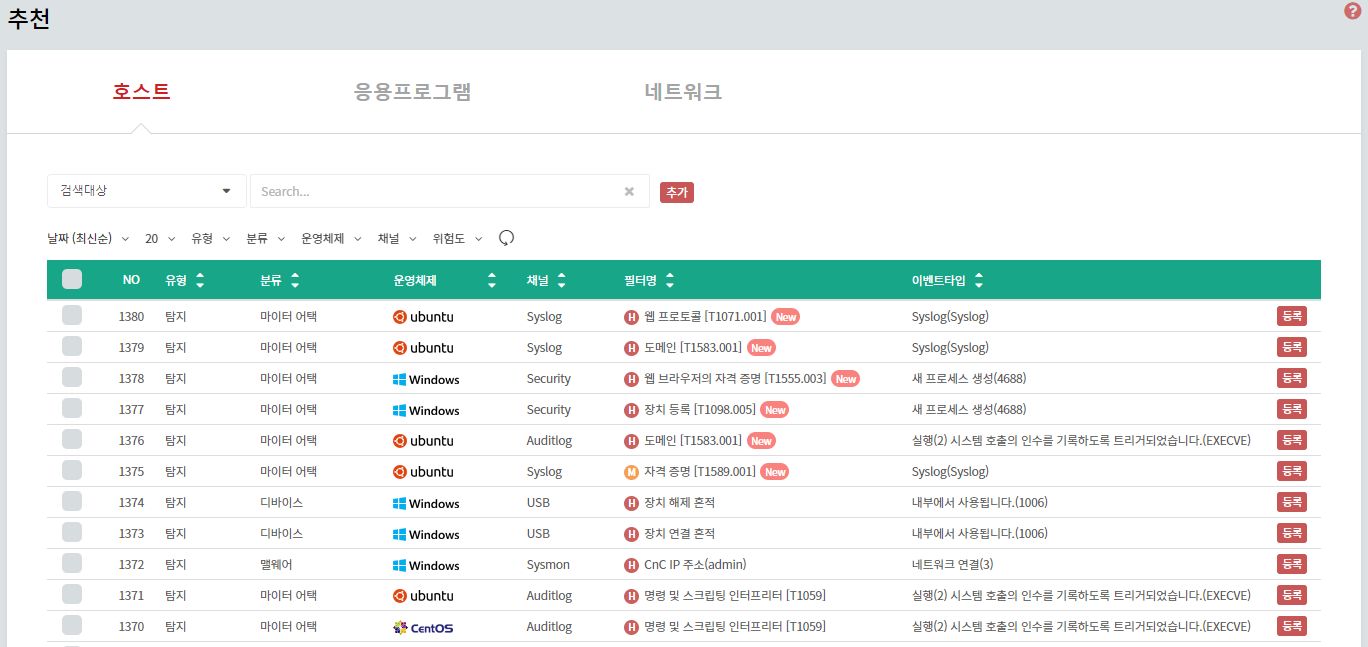 추천
?
호스트 응용프로그램 네트워크
검색대상 Search... 추가
날짜 (최신순) 20 유형 분류 운영체제 채널 위험도
NO 유형 분류 운영체제 채널 필터명 이벤트타입
1380 탐지 마이터 어택 ubuntu Syslog H 웹 프로토콜 [T1071.001] New Syslog(Syslog) 등록
1379 탐지 마이터 어택 ubuntu Syslog H 도메인 [T1583.001] New Syslog(Syslog) 등록
1378 탐지 마이터 어택 Windows Security H 웹 브라우저의 자격 증명 [T1555.003] New 새 프로세스 생성(4688) 등록
1377 탐지 마이터 어택 Windows Security H 장치 등록 [T1098.005] New 새 프로세스 생성(4688) 등록
1376 탐지 마이터 어택 ubuntu Auditlog H 도메인 [T1583.001] New 실행(2) 시스템 호출의 인수를 기록하도록 트리거되었습니다.(EXECVE) 등록
1375 탐지 마이터 어택 ubuntu Syslog M 자격 증명 [T1589.001] New Syslog(Syslog) 등록
1374 탐지 디바이스 Windows USB H 장치 해제 흔적 내부에서 사용됩니다.(1006) 등록
1373 탐지 디바이스 Windows USB H 장치 연결 흔적 내부에서 사용됩니다.(1006) 등록
1372 탐지 맬웨어 Windows Sysmon H CnC IP 주소(admin) 네트워크 연결(3) 등록
1371 탐지 마이터 어택 ubuntu Auditlog H 명령 및 스크립팅 인터프리터 [T1059] 실행(2) 시스템 호출의 인수를 기록하도록 트리거되었습니다.(EXECVE) 등록
1370 탐지 마이터 어택 CentOS Auditlog H 명령 및 스크립팅 인터프리터 [T1059] 실행(2) 시스템 호출의 인수를 기록하도록 트리거되었습니다.(EXECVE) 등록